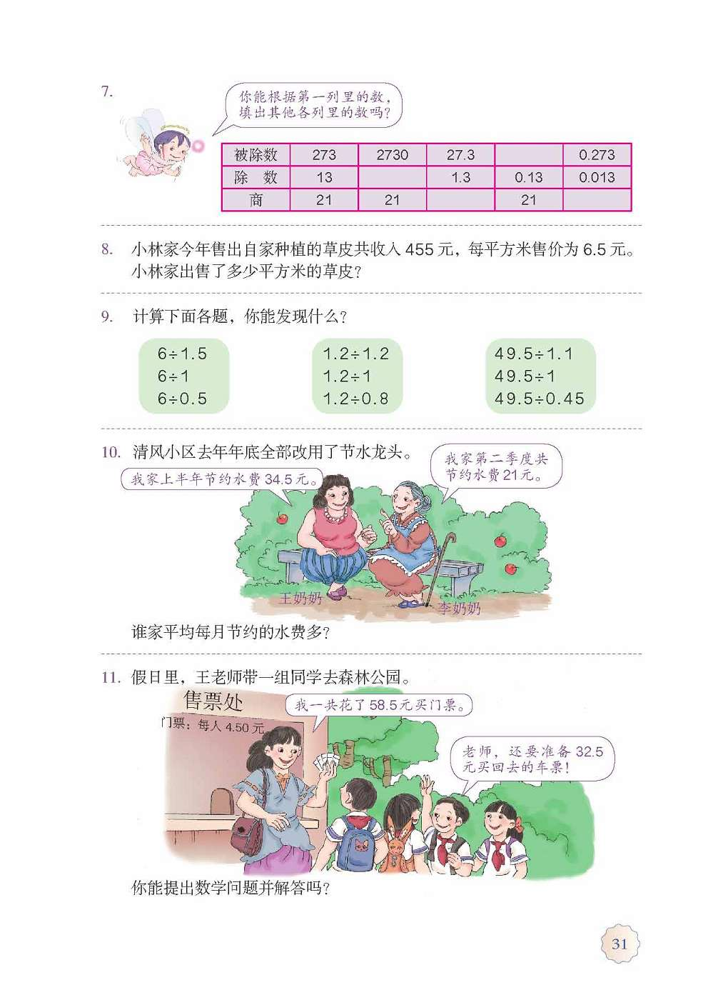 7.
你能根据第一列里的数，
填出其他各列里的数吗？
被除数 273 2730 27.3 0.273
除 数 13 1.3 0.13 0.013
商 21 21 21
8. 小林家今年售出自家种植的草皮共收入 455 元，每平方米售价为 6.5 元。
小林家出售了多少平方米的草皮？
9. 计算下面各题，你能发现什么？
6÷1.5 1.2÷1.2 49.5÷1.1
6÷1 1.2÷1 49.5÷1
6÷0.5 1.2÷0.8 49.5÷0.45
10. 清风小区去年年底全部改用了节水龙头。
我家上半年节约水费 34.5 元。
我家第二季度共
节约水费 21 元。
王奶奶
李奶奶
谁家平均每月节约的水费多？
11. 假日里，王老师带一组同学去森林公园。
售票处
门票：每人 4.50 元
我一共花了 58.5 元买门票。
老师，还要准备 32.5
元买回去的车票！
你能提出数学问题并解答吗？
31